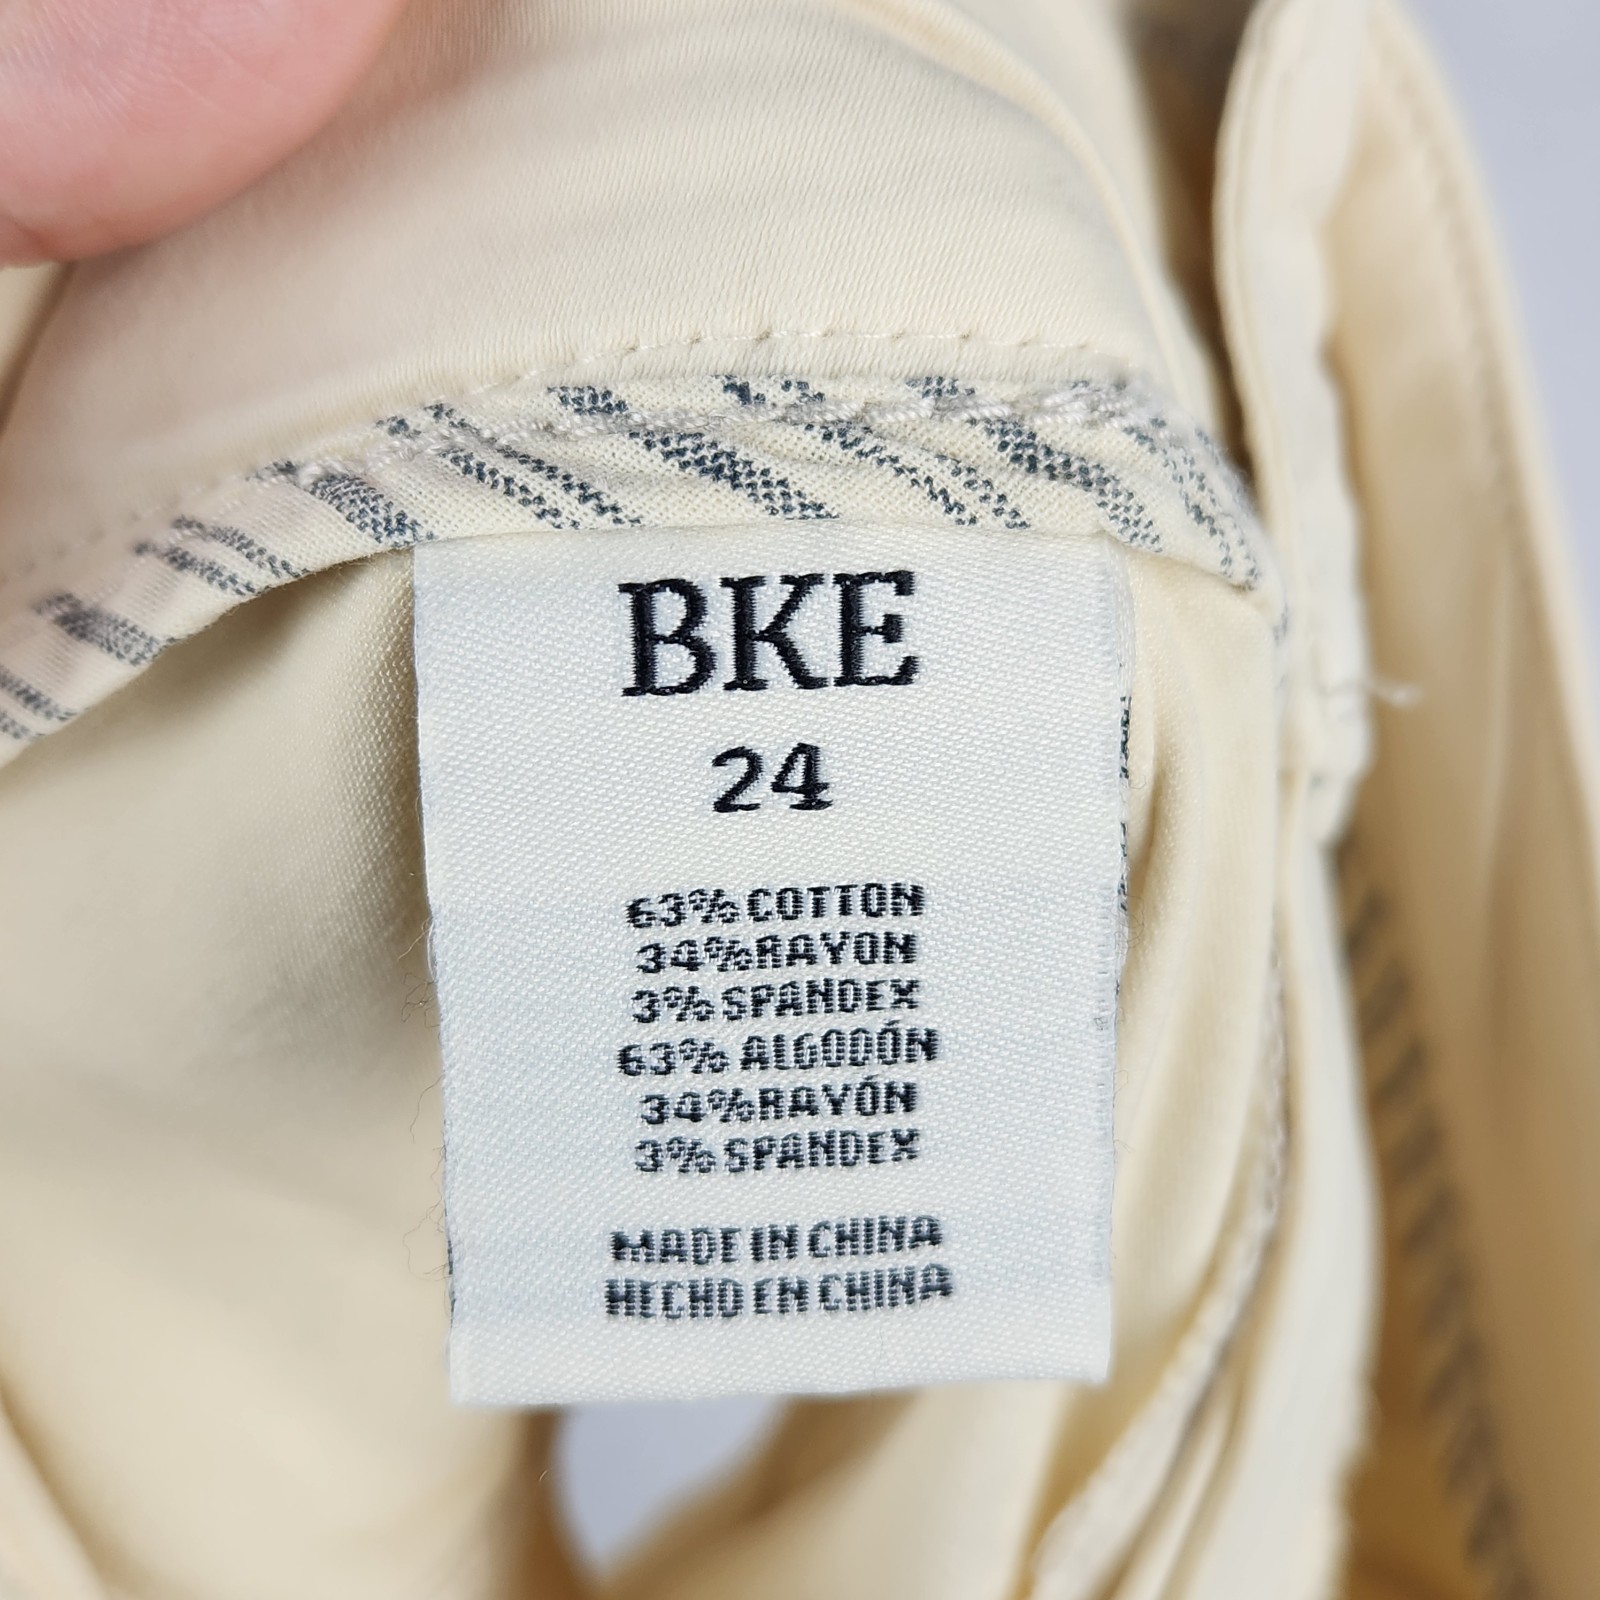 BKE
24
63% COTTON
34% RAYON
3% SPANDEX
63% ALGODÓN
34% RAYÓN
3% SPANDEX
MADE IN CHINA
HECHO EN CHINA